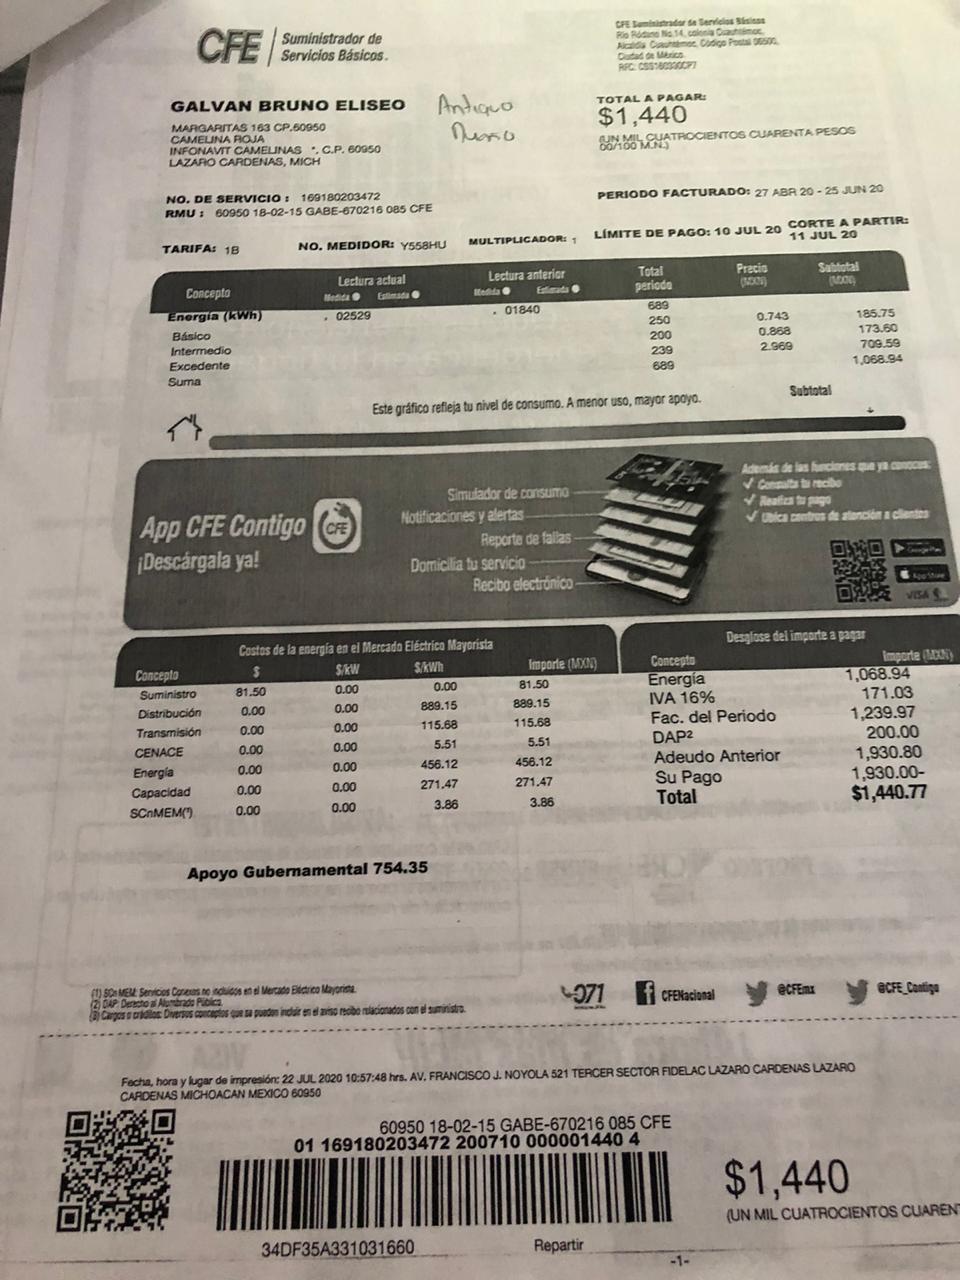 CFE Suministrador de
Servicios Básicos.
CFE Suministrador de Servicios Básicos
Río Ródano No.14, colonia Cuauhtémoc,
Alcaldía Cuauhtémoc, Código Postal 06500,
Ciudad de México.
RFC: CSS160330CP7
GALVAN BRUNO ELISEO
Antiguo
MARGARITAS 163 CP.60950
CAMELINA ROJA
INFONAVIT CAMELINAS *. C.P. 60950
LAZARO CARDENAS, MICH
TOTAL A PAGAR:
$1,440
(UN MIL CUATROCIENTOS CUARENTA PESOS
00/100 M.N.)
NO. DE SERVICIO : 169180203472
RMU : 60950 18-02-15 GABE-670216 085 CFE
PERIODO FACTURADO: 27 ABR 20 - 25 JUN 20
TARIFA: 1B NO. MEDIDOR: Y558HU MULTIPLICADOR: 1 LÍMITE DE PAGO: 10 JUL 20 CORTE A PARTIR:
11 JUL 20
Concepto Lectura actual Lectura anterior Total periodo Precio (MXN) Subtotal (MXN)
Medida Estimada Medida Estimada
Energía (kWh) . 02529 . 01840 689
Básico 250 0.743 185.75
Intermedio 200 0.868 173.60
Excedente 239 2.969 709.59
Suma 689 1,068.94
Este gráfico refleja tu nivel de consumo. A menor uso, mayor apoyo.
Subtotal
App CFE Contigo
¡Descárgala ya!
CFE
Simulador de consumo
Notificaciones y alertas
Reporte de fallas
Domicilia tu servicio
Recibo electrónico
Además de las funciones que ya conoces:
✓ Consulta tu recibo
✓ Realiza tu pago
✓ Ubica centros de atención a clientes
Google Play
App Store
VISA
Costos de la energía en el Mercado Eléctrico Mayorista
Concepto $ $/kW $/kWh Importe (MXN)
Suministro 81.50 0.00 0.00 81.50
Distribución 0.00 0.00 889.15 889.15
Transmisión 0.00 0.00 115.68 115.68
CENACE 0.00 0.00 5.51 5.51
Energía 0.00 0.00 456.12 456.12
Capacidad 0.00 0.00 271.47 271.47
SCnMEM(¹) 0.00 0.00 3.86 3.86
Desglose del importe a pagar
Concepto Importe (MXN)
Energía 1,068.94
IVA 16% 171.03
Fac. del Periodo 1,239.97
DAP² 200.00
Adeudo Anterior 1,930.80
Su Pago 1,930.00-
Total $1,440.77
Apoyo Gubernamental 754.35
(1) SCnMEM: Servicios Conexos no incluidos en el Mercado Eléctrico Mayorista.
(2) DAP: Derecho al Alumbrado Público.
(3) Cargos o créditos: Diversos conceptos que se pueden incluir en el aviso recibo relacionados con el suministro.
071
CFENacional
@CFEmx
@CFE_Contigo
Fecha, hora y lugar de impresión: 22 JUL 2020 10:57:48 hrs. AV. FRANCISCO J. NOYOLA 521 TERCER SECTOR FIDELAC LAZARO CARDENAS LAZARO
CARDENAS MICHOACAN MEXICO 60950
60950 18-02-15 GABE-670216 085 CFE
01 169180203472 200710 000001440 4
$1,440
(UN MIL CUATROCIENTOS CUAREN
34DF35A331031660
Repartir
-1-